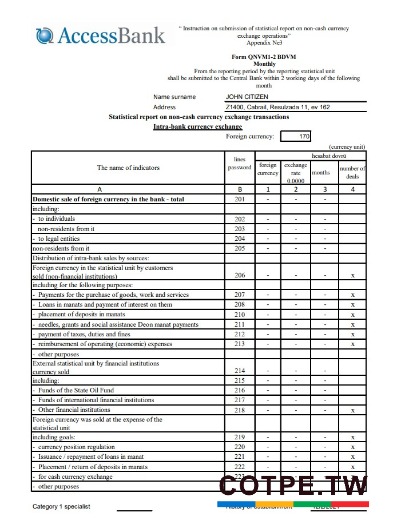 AccessBank
" Instruction on submission of statistical report on non-cash currency
exchange operations"
Appendix №3
Form QNVM1-2 BDVM
Monthly
From the reporting period by the reporting statistical unit
shall be submitted to the Central Bank within 2 working days of the following
month
Name surname JOHN CITIZEN
Address Z1400, Cabrail, Resulzada 11, ev 162
Statistical report on non-cash currency exchange transactions
Intra-bank currency exchange
Foreign currency: 170
(currency unit)
The name of indicators lines password hesabat dovrü
foreign currency exchange rate 0.0000 months number of deals
A B 1 2 3 4
Domestic sale of foreign currency in the bank - total 201 - - -
including:
- to individuals 202 - - -
non-residents from it 203 - - -
- to legal entities 204 - - -
non-residents from it 205 - - -
Distribution of intra-bank sales by sources:
Foreign currency in the statistical unit by customers
sold (non-financial institutions) 206 - - - x
including for the following purposes:
- Payments for the purchase of goods, work and services 207 - - - x
- Loans in manats and payment of interest on them 208 - - - x
- placement of deposits in manats 210 - - - x
- needles, grants and social assistance Deon manat payments 211 - - - x
- payment of taxes, duties and fines 212 - - - x
- reimbursement of operating (economic) expenses 213 - - - x
- other purposes
External statistical unit by financial institutions
currency sold 214 - - -
including: 215 - - -
- Funds of the State Oil Fund 216 - - -
- Funds of international financial institutions 217 - - -
- Other financial institutions 218 - - - x
Foreign currency was sold at the expense of the
statistical unit
including goals: 219 - - - x
- currency position regulation 220 - - - x
- Issuance / repayment of loans in manat 221 - - - x
- Placement / return of deposits in manats 222 - - - x
- for cash currency exchange
- other purposes
COTPE.TW
Category 1 specialist